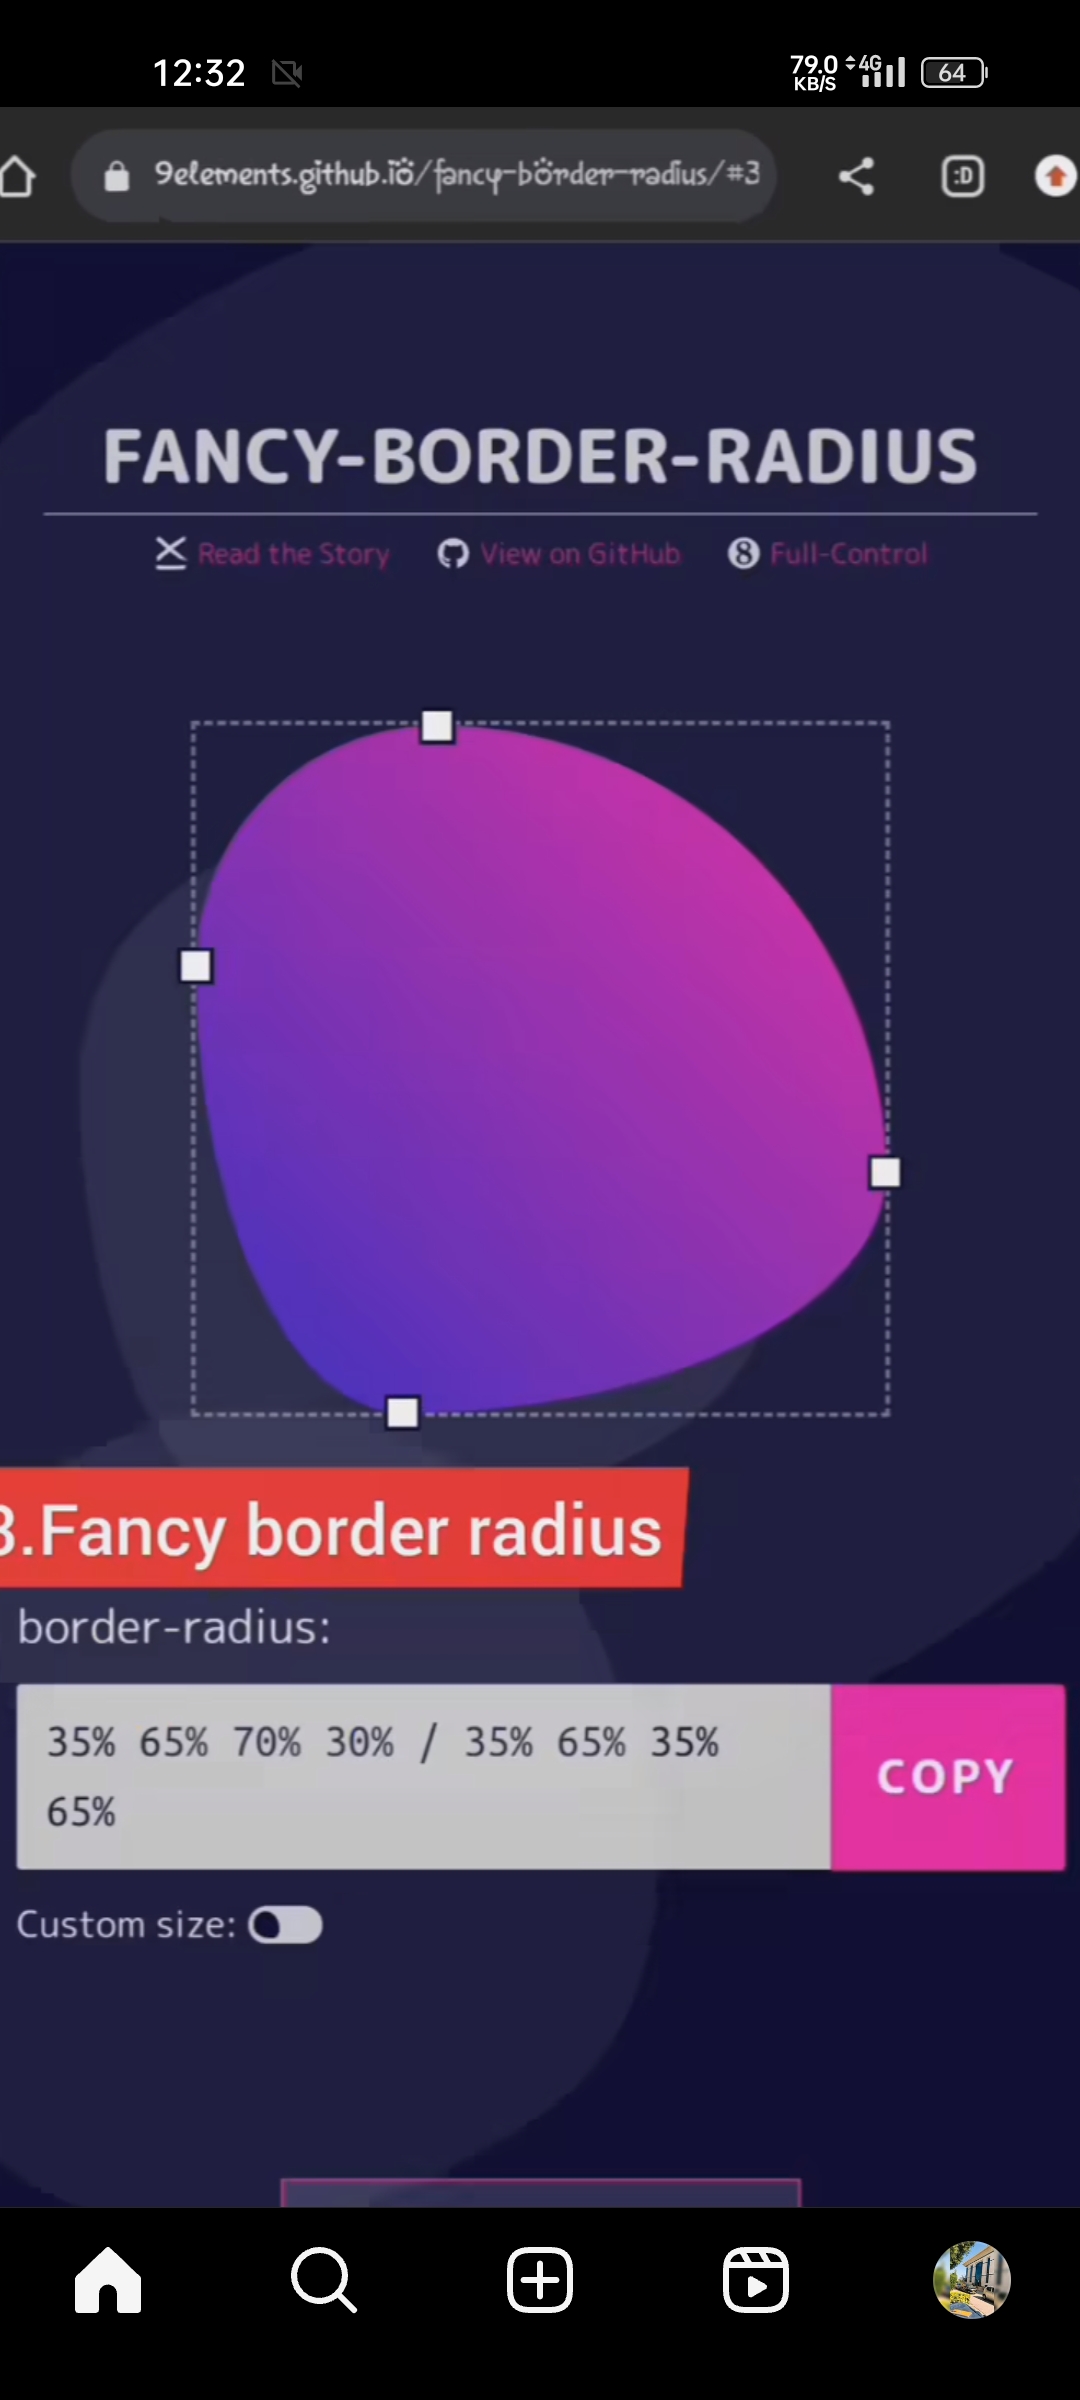 12:32
79.0 KB/S
4G
64
9elements.github.io/fancy-border-radius/#3
:D
FANCY-BORDER-RADIUS
Read the Story
View on GitHub
8 Full-Control
3.Fancy border radius
border-radius:
35% 65% 70% 30% / 35% 65% 35%
65%
COPY
Custom size: